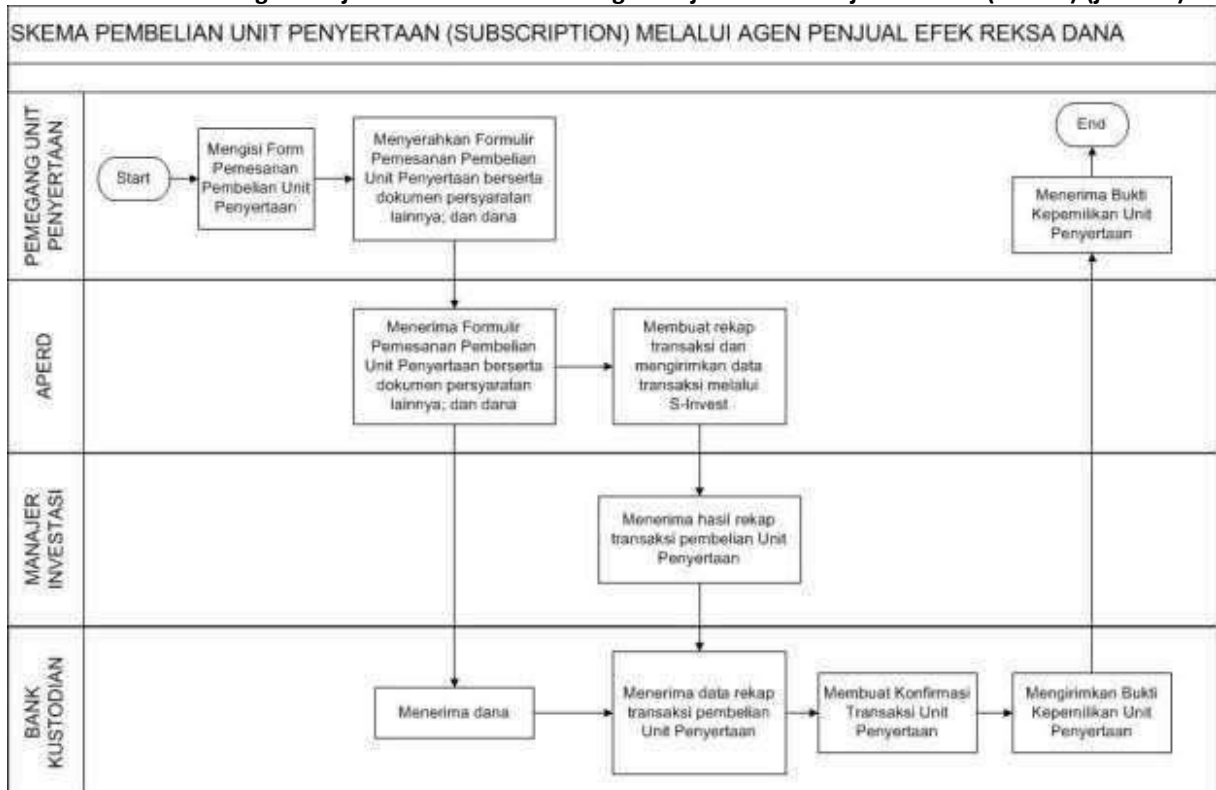 SKEMA PEMBELIAN UNIT PENYERTAAN (SUBSCRIPTION) MELALUI AGEN PENJUAL EFEK REKSA DANA
PEMEGANG UNIT
PENYERTAAN
Start
Mengisi Form
Pemesanan
Pembelian Unit
Penyertaan
Menyerahkan Formulir
Pemesanan Pembelian
Unit Penyertaan berserta
dokumen persyaratan
lainnya; dan dana
End
Menerima Bukti
Kepemilikan Unit
Penyertaan
APERD
Menerima Formulir
Pemesanan Pembelian
Unit Penyertaan berserta
dokumen persyaratan
lainnya; dan dana
Membuat rekap
transaksi dan
mengirimkan data
transaksi melalui
S-Invest
MANAJER
INVESTASI
Menerima hasil rekap
transaksi pembelian Unit
Penyertaan
BANK
KUSTODIAN
Menerima dana
Menerima data rekap
transaksi pembelian
Unit Penyertaan
Membuat Konfirmasi
Transaksi Unit
Penyertaan
Mengirimkan Bukti
Kepemilikan Unit
Penyertaan